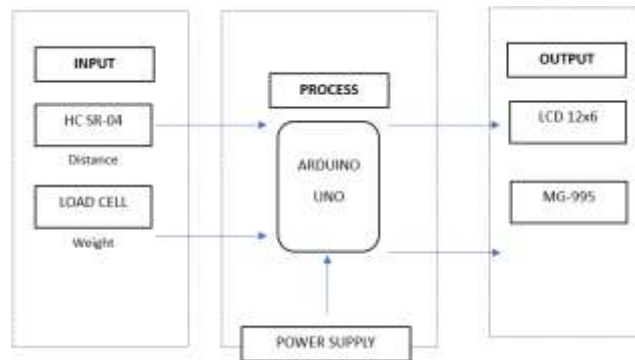 INPUT
HC SR-04
Distance
LOAD CELL
Weight
PROCESS
ARDUINO
UNO
POWER SUPPLY
OUTPUT
LCD 12x6
MG-995